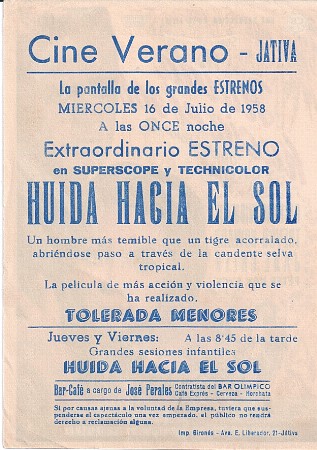 Cine Verano - JATIVA
La pantalla de los grandes ESTRENOS
MIERCOLES 16 de Julio de 1958
A las ONCE noche
Extraordinario ESTRENO
en SUPERSCOPE y TECHNICOLOR
HUIDA HACIA EL SOL
Un hombre más temible que un tigre acorralado,
abriéndose paso a través de la candente selva
tropical.
La película de más acción y violencia que se
ha realizado.
TOLERADA MENORES
Jueves y Viernes: A las 8'45 de la tarde
Grandes sesiones infantiles
HUIDA HACIA EL SOL
Bar-Café a cargo de José Perales Contratista del BAR OLIMPICO
Café Exprés - Cerveza - Horchata
Si por causas ajenas a la voluntad de la Empresa, tuviera que sus-
penderse el espectáculo una vez empezado, el público no tendrá
derecho a reclamación alguna.
Imp. Gironés - Ava. E. Liberador, 21-Játiva